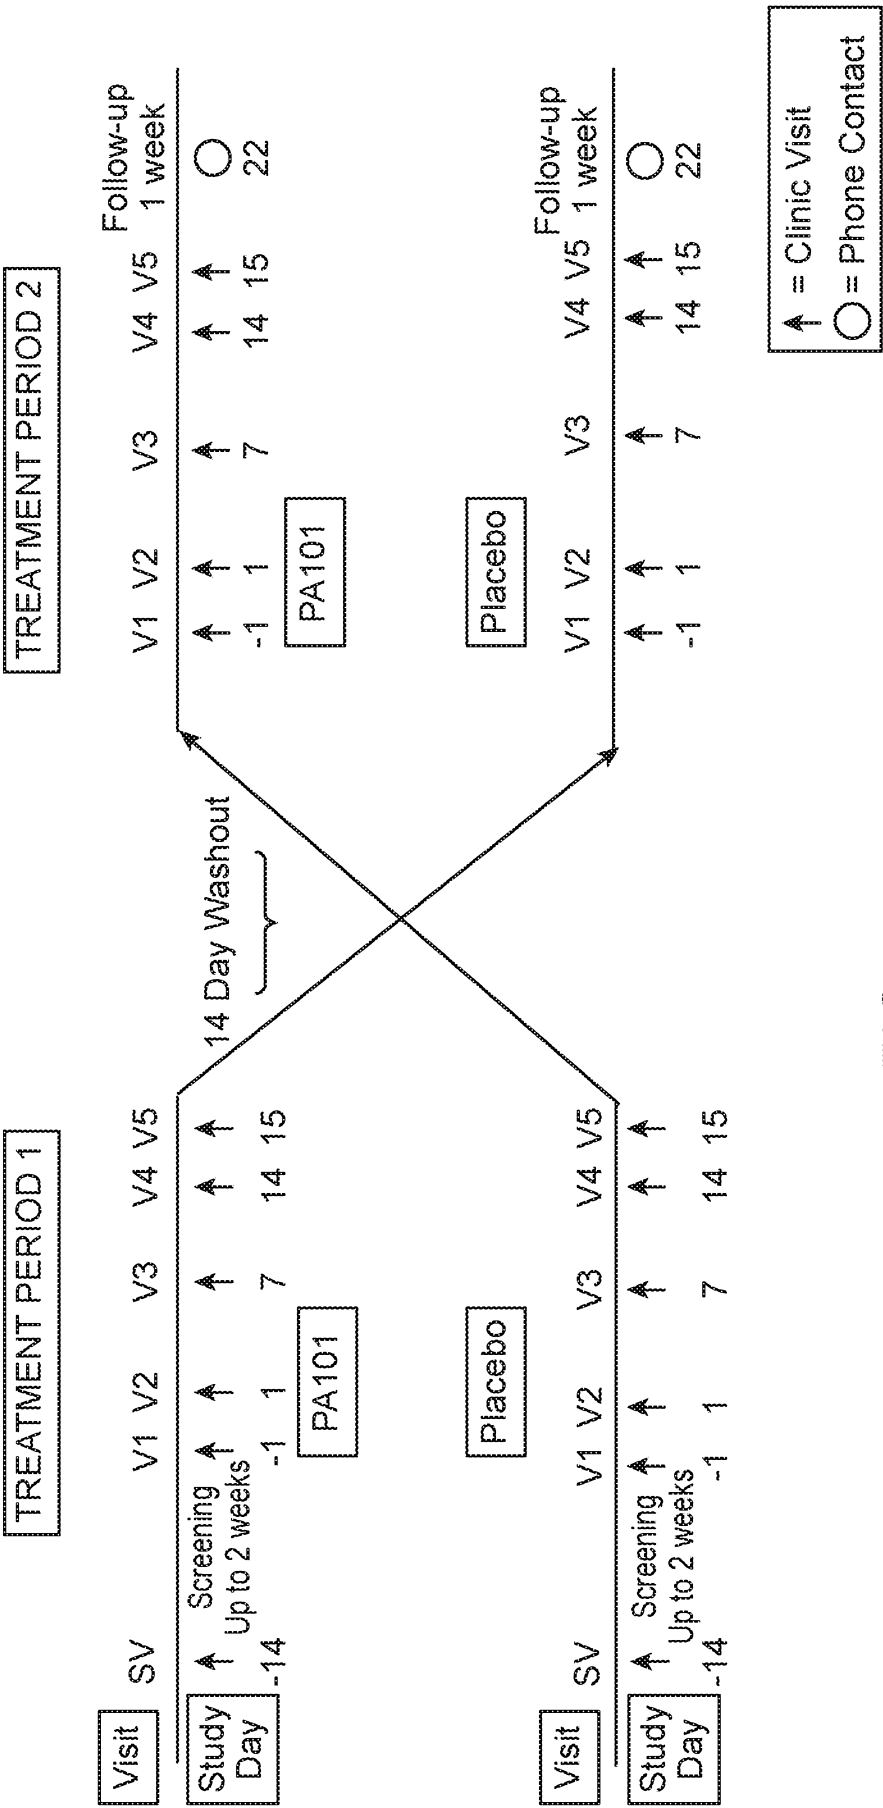 TREATMENT PERIOD 1
TREATMENT PERIOD 2
Visit
SV
V1 V2 V3 V4 V5
V1 V2 V3 V4 V5
Follow-up
1 week
Study
Day
Screening
Up to 2 weeks
-14 -1 1 7 14 15
14 Day Washout
-1 1 7 14 15 22
PA101
PA101
Placebo
Placebo
Visit
SV
V1 V2 V3 V4 V5
V1 V2 V3 V4 V5
Follow-up
1 week
Study
Day
Screening
Up to 2 weeks
-14 -1 1 7 14 15
-1 1 7 14 15 22
= Clinic Visit
= Phone Contact